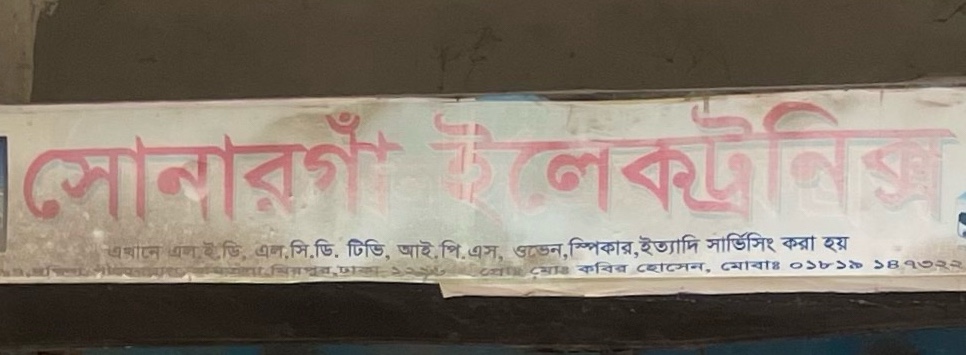 সোনারগাঁ ইলেকট্রনিক্স
এখানে এল.ই.ডি, এল.সি.ডি. টিভি, আই.পি.এস, ওভেন,স্পিকার,ইত্যাদি সার্ভিসিং করা হয়
মিরপুর,ঢাকা মোঃ কবির হোসেন, মোবাঃ ০১৮১৯ ১৪৭৩২২